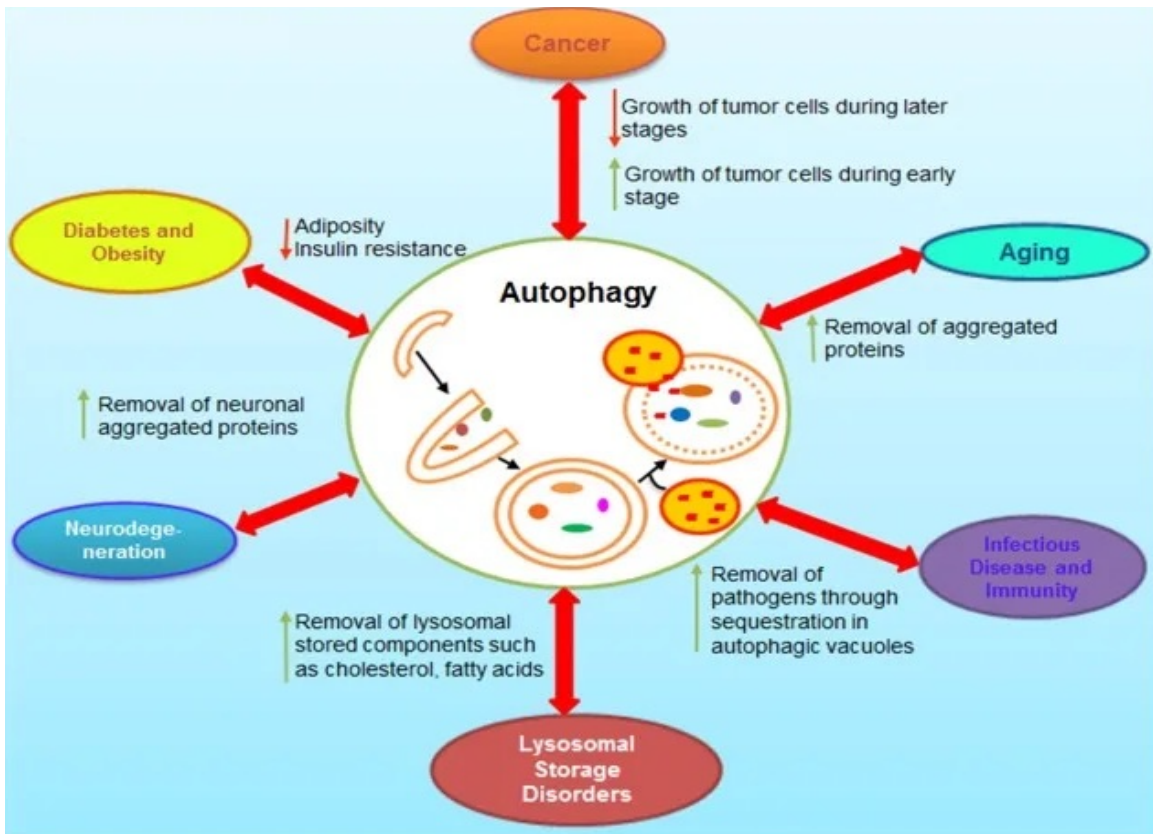 Cancer
Growth of tumor cells during later
stages
Growth of tumor cells during early
stage
Diabetes and
Obesity
Adiposity
Insulin resistance
Aging
Autophagy
Removal of aggregated
proteins
Removal of neuronal
aggregated proteins
Neurodege-
neration
Infectious
Disease and
Immunity
Removal of
pathogens through
sequestration in
autophagic vacuoles
Removal of lysosomal
stored components such
as cholesterol, fatty acids
Lysosomal
Storage
Disorders